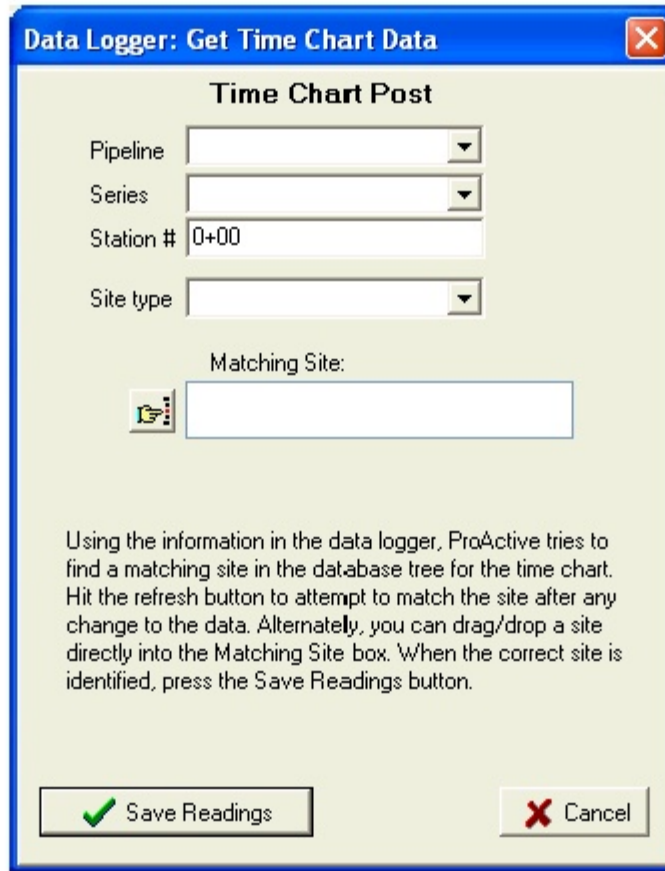 Data Logger: Get Time Chart Data
Time Chart Post
Pipeline
Series
Station # 0+00
Site type
Matching Site:
Using the information in the data logger, ProActive tries to
find a matching site in the database tree for the time chart.
Hit the refresh button to attempt to match the site after any
change to the data. Alternately, you can drag/drop a site
directly into the Matching Site box. When the correct site is
identified, press the Save Readings button.
Save Readings Cancel